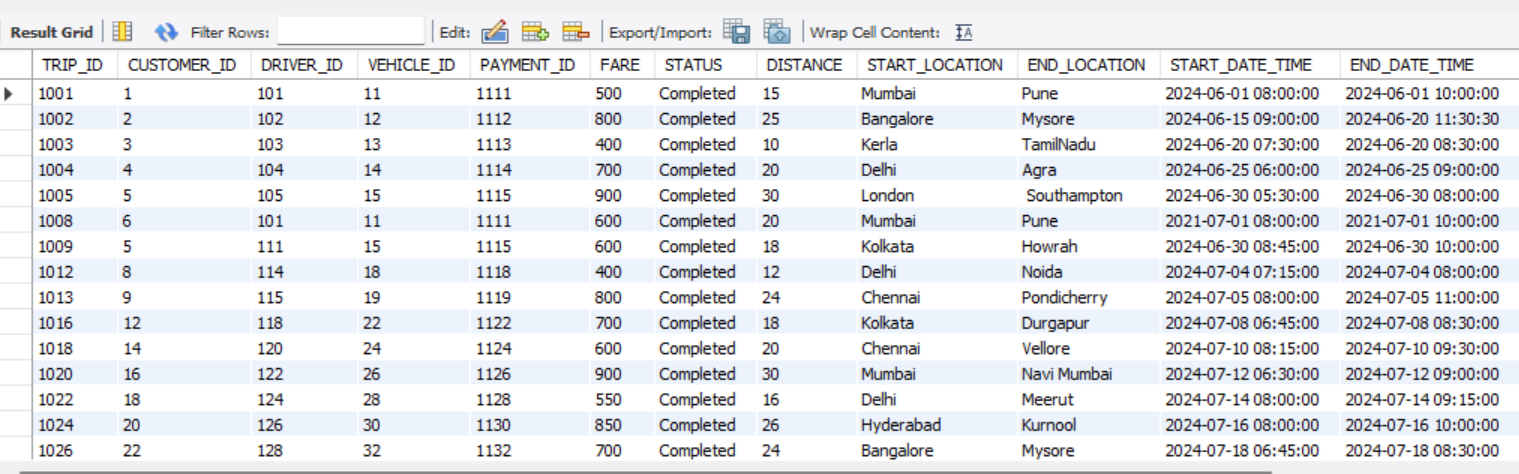 Result Grid Filter Rows: Edit: Export/Import: Wrap Cell Content: IA
TRIP_ID CUSTOMER_ID DRIVER_ID VEHICLE_ID PAYMENT_ID FARE STATUS DISTANCE START_LOCATION END_LOCATION START_DATE_TIME END_DATE_TIME
1001 1 101 11 1111 500 Completed 15 Mumbai Pune 2024-06-01 08:00:00 2024-06-01 10:00:00
1002 2 102 12 1112 800 Completed 25 Bangalore Mysore 2024-06-15 09:00:00 2024-06-20 11:30:30
1003 3 103 13 1113 400 Completed 10 Kerla TamilNadu 2024-06-20 07:30:00 2024-06-20 08:30:00
1004 4 104 14 1114 700 Completed 20 Delhi Agra 2024-06-25 06:00:00 2024-06-25 09:00:00
1005 5 105 15 1115 900 Completed 30 London Southampton 2024-06-30 05:30:00 2024-06-30 08:00:00
1008 6 101 11 1111 600 Completed 20 Mumbai Pune 2021-07-01 08:00:00 2021-07-01 10:00:00
1009 5 111 15 1115 600 Completed 18 Kolkata Howrah 2024-06-30 08:45:00 2024-06-30 10:00:00
1012 8 114 18 1118 400 Completed 12 Delhi Noida 2024-07-04 07:15:00 2024-07-04 08:00:00
1013 9 115 19 1119 800 Completed 24 Chennai Pondicherry 2024-07-05 08:00:00 2024-07-05 11:00:00
1016 12 118 22 1122 700 Completed 18 Kolkata Durgapur 2024-07-08 06:45:00 2024-07-08 08:30:00
1018 14 120 24 1124 600 Completed 20 Chennai Vellore 2024-07-10 08:15:00 2024-07-10 09:30:00
1020 16 122 26 1126 900 Completed 30 Mumbai Navi Mumbai 2024-07-12 06:30:00 2024-07-12 09:00:00
1022 18 124 28 1128 550 Completed 16 Delhi Meerut 2024-07-14 08:00:00 2024-07-14 09:15:00
1024 20 126 30 1130 850 Completed 26 Hyderabad Kurnool 2024-07-16 08:00:00 2024-07-16 10:00:00
1026 22 128 32 1132 700 Completed 24 Bangalore Mysore 2024-07-18 06:45:00 2024-07-18 08:30:00